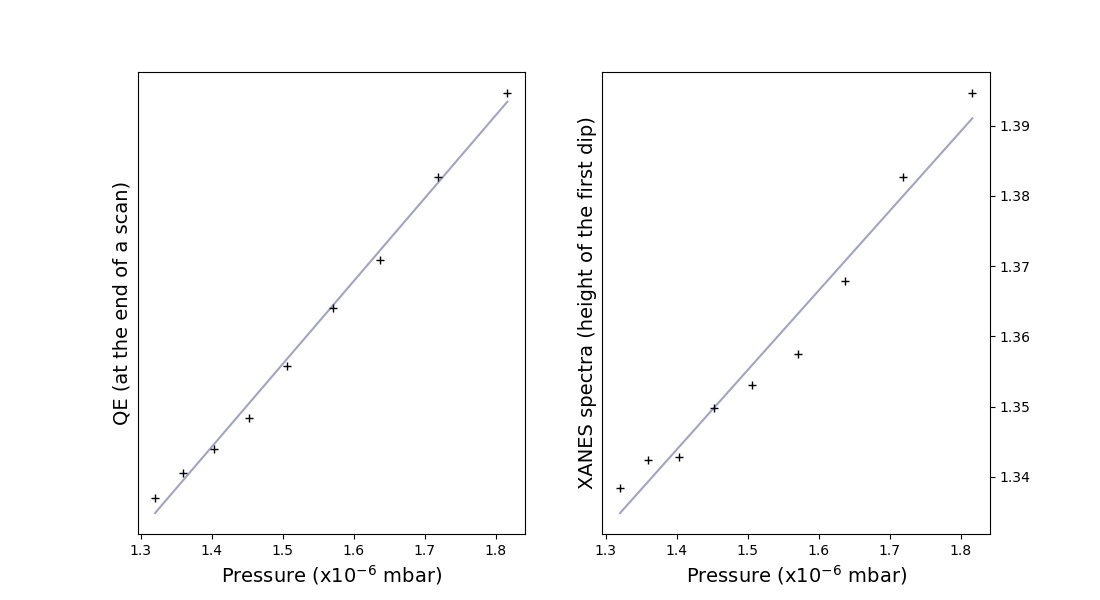 QE (at the end of a scan)
1.3 1.4 1.5 1.6 1.7 1.8
Pressure (x10⁻⁶ mbar)
XANES spectra (height of the first dip)
1.39
1.38
1.37
1.36
1.35
1.34
1.3 1.4 1.5 1.6 1.7 1.8
Pressure (x10⁻⁶ mbar)